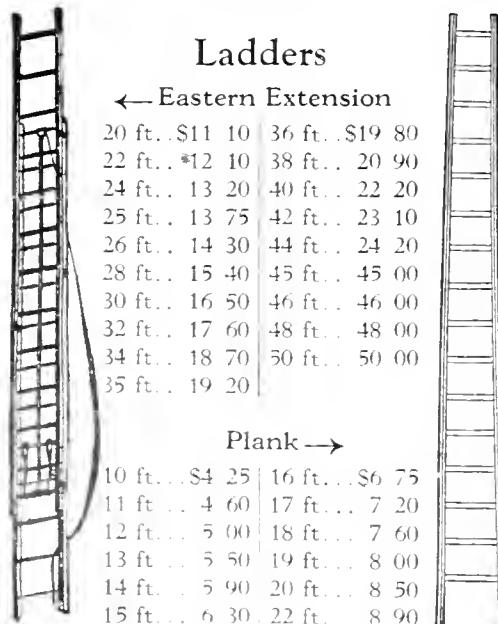 Ladders
←Eastern Extension
20 ft..$11 10 36 ft..$19 80
22 ft.. *12 10 38 ft.. 20 90
24 ft.. 13 20 40 ft.. 22 20
25 ft.. 13 75 42 ft.. 23 10
26 ft.. 14 30 44 ft.. 24 20
28 ft.. 15 40 45 ft.. 45 00
30 ft.. 16 50 46 ft.. 46 00
32 ft.. 17 60 48 ft.. 48 00
34 ft.. 18 70 50 ft.. 50 00
35 ft.. 19 20
Plank→
10 ft...$4 25 16 ft...$6 75
11 ft... 4 60 17 ft... 7 20
12 ft... 5 00 18 ft... 7 60
13 ft... 5 50 19 ft... 8 00
14 ft... 5 90 20 ft... 8 50
15 ft... 6 30 22 ft... 8 90